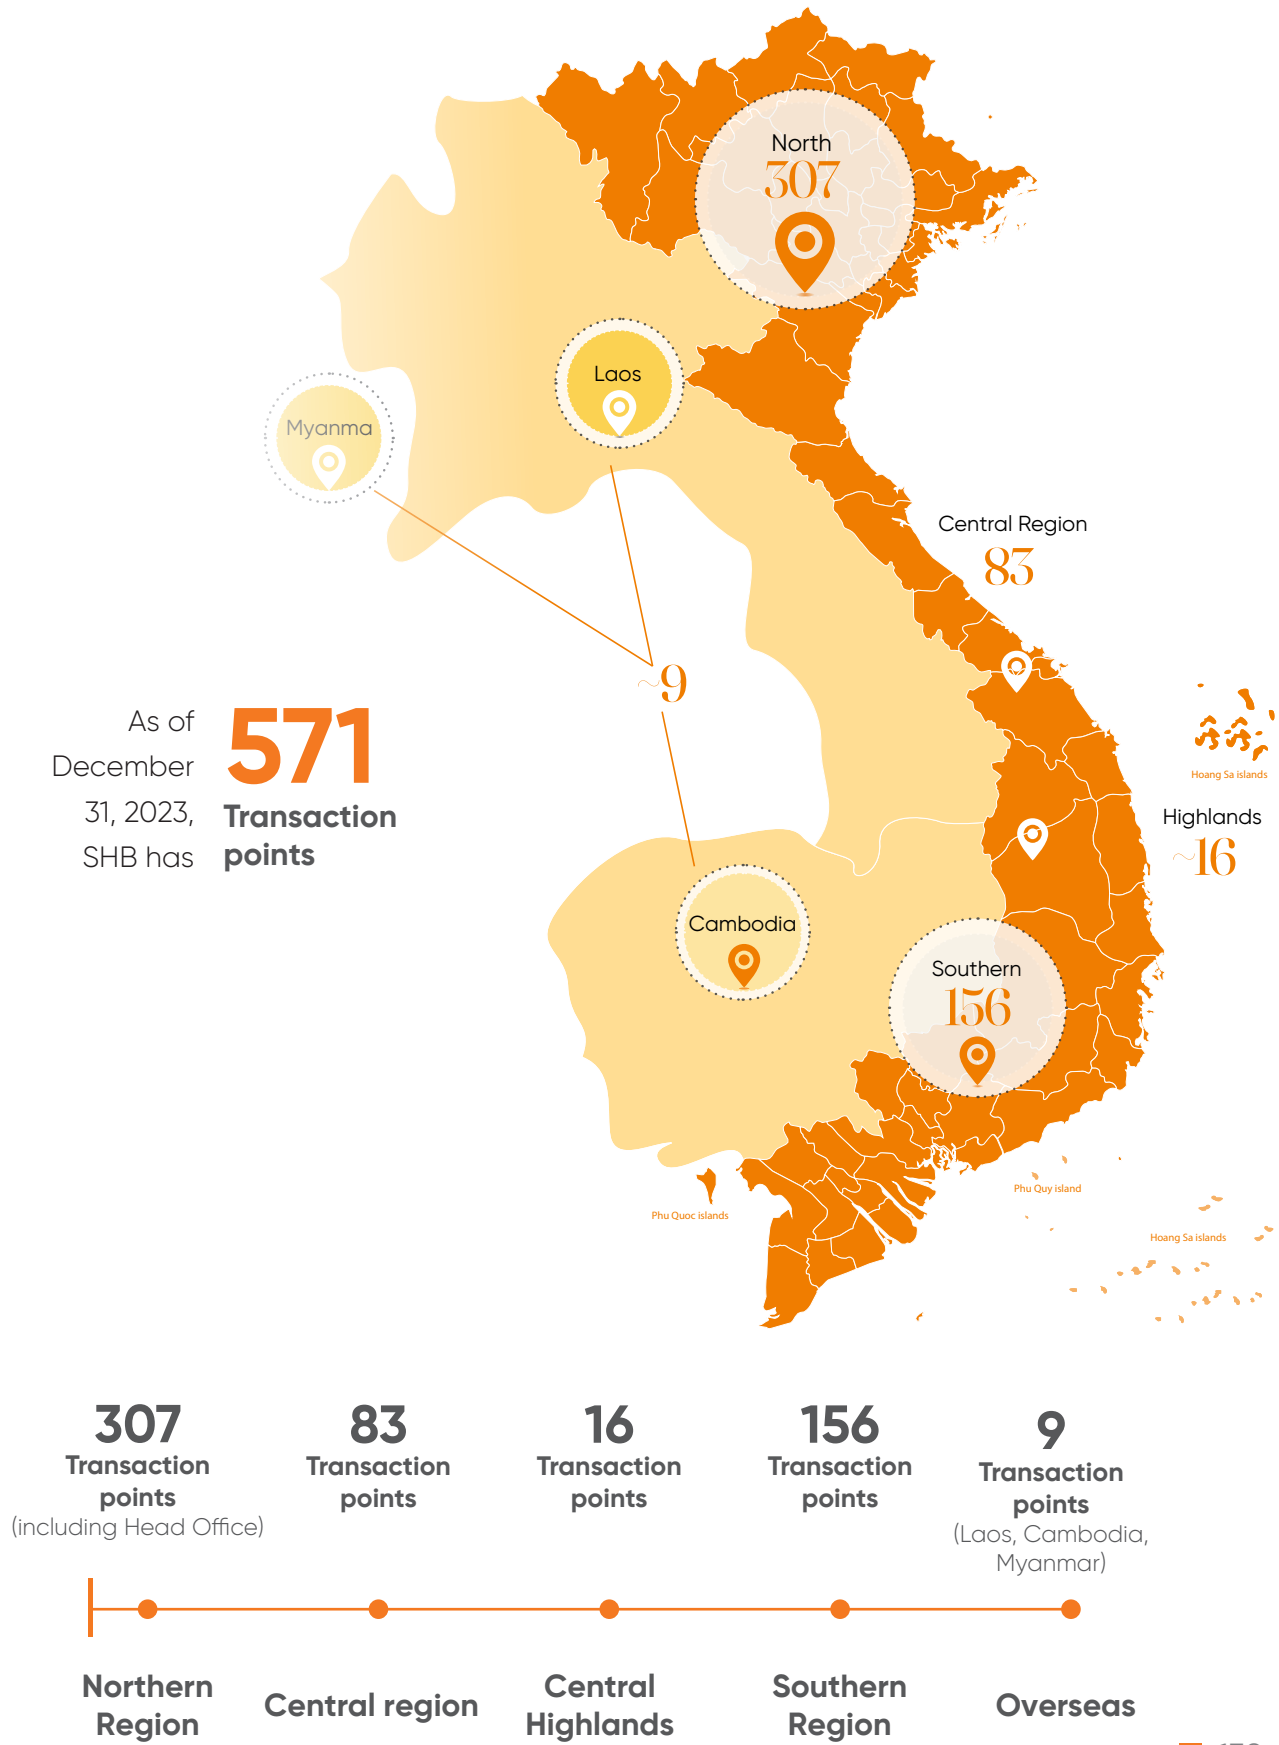 North
307
Laos
Myanma
Central Region
83
~9
As of
December
31, 2023,
SHB has
571
Transaction
points
Hoang Sa islands
Highlands
~16
Cambodia
Southern
156
Phu Quoc islands
Phu Quy island
Hoang Sa islands
307
Transaction
points
(including Head Office)
83
Transaction
points
16
Transaction
points
156
Transaction
points
9
Transaction
points
(Laos, Cambodia,
Myanmar)
Northern
Region
Central region
Central
Highlands
Southern
Region
Overseas